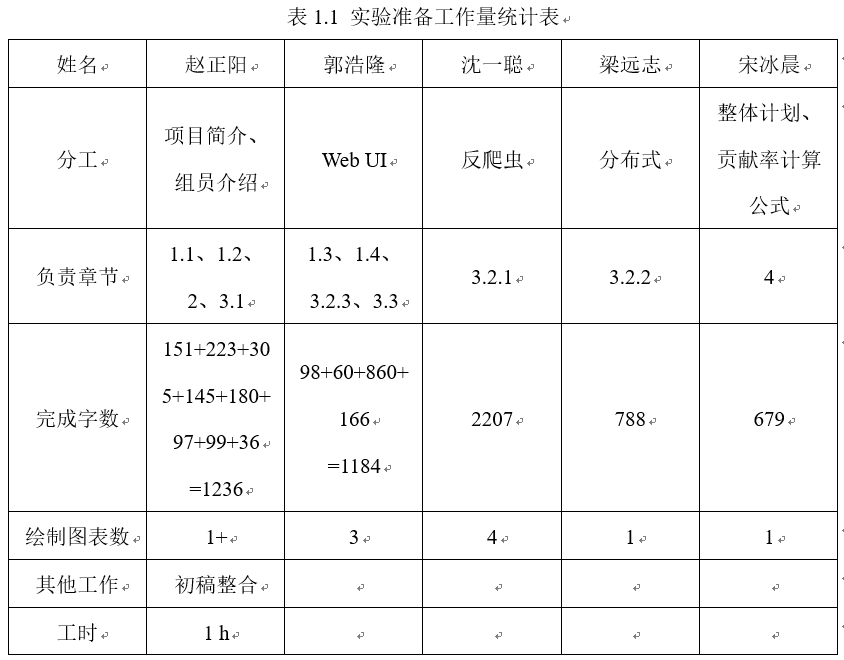 表 1.1 实验准备工作量统计表
姓名 赵正阳 郭浩隆 沈一聪 梁远志 宋冰晨
分工 项目简介、组员介绍 Web UI 反爬虫 分布式 整体计划、贡献率计算公式
负责章节 1.1、1.2、2、3.1 1.3、1.4、3.2.3、3.3 3.2.1 3.2.2 4
完成字数 151+223+305+145+180+97+99+36=1236 98+60+860+166=1184 2207 788 679
绘制图表数 1+ 3 4 1 1
其他工作 初稿整合
工时 1 h